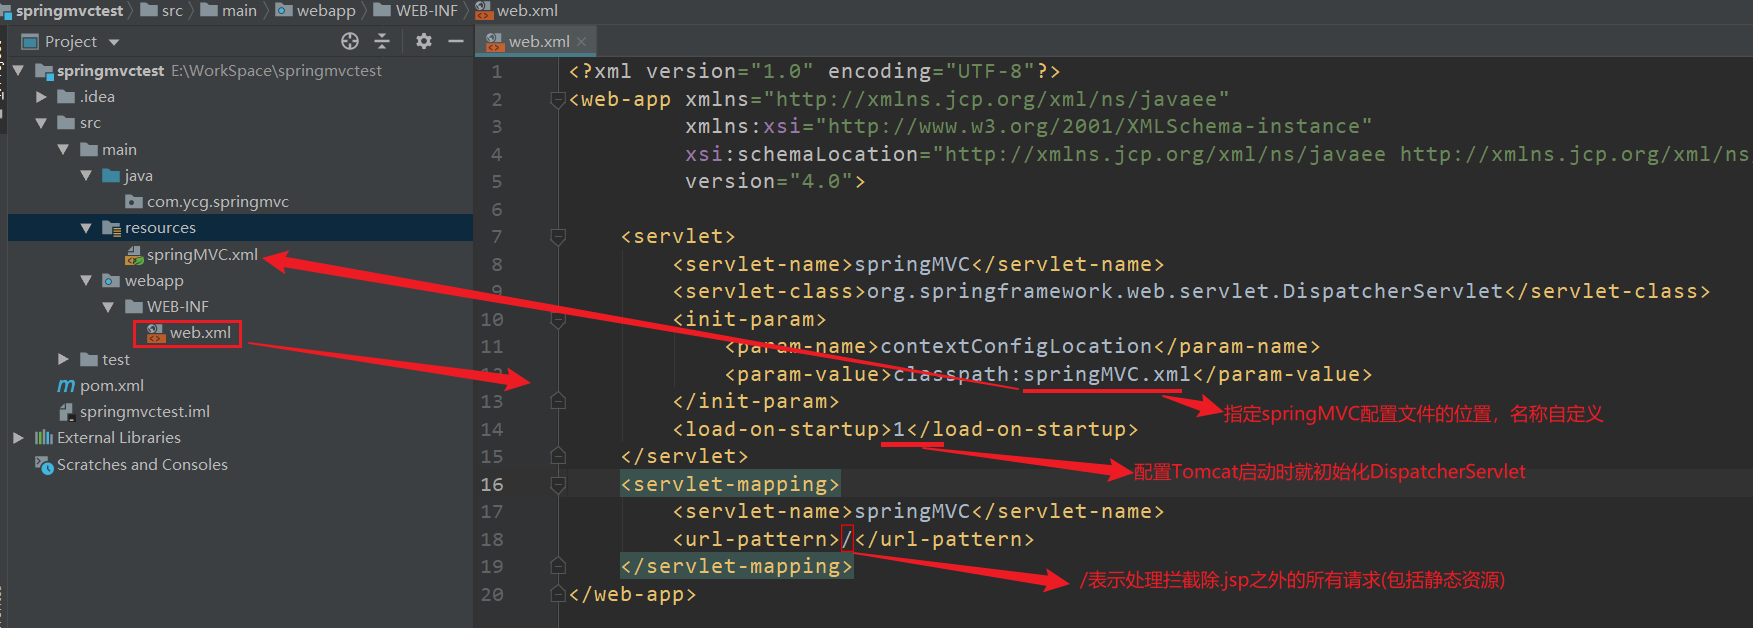 springmvctest src main webapp WEB-INF web.xml
Project
web.xml
springmvctest E:\WorkSpace\springmvctest
.idea
src
main
java
com.ycg.springmvc
resources
springMVC.xml
webapp
WEB-INF
web.xml
test
pom.xml
springmvctest.iml
External Libraries
Scratches and Consoles
1 <?xml version="1.0" encoding="UTF-8"?>
2 <web-app xmlns="http://xmlns.jcp.org/xml/ns/javaee"
3 xmlns:xsi="http://www.w3.org/2001/XMLSchema-instance"
4 xsi:schemaLocation="http://xmlns.jcp.org/xml/ns/javaee http://xmlns.jcp.org/xml/ns
5 version="4.0">
6
7 <servlet>
8 <servlet-name>springMVC</servlet-name>
9 <servlet-class>org.springframework.web.servlet.DispatcherServlet</servlet-class>
10 <init-param>
11 <param-name>contextConfigLocation</param-name>
12 <param-value>classpath:springMVC.xml</param-value>
13 </init-param>
指定springMVC配置文件的位置，名称自定义
14 <load-on-startup>1</load-on-startup>
15 </servlet>
配置Tomcat启动时就初始化DispatcherServlet
16 <servlet-mapping>
17 <servlet-name>springMVC</servlet-name>
18 <url-pattern>/</url-pattern>
19 </servlet-mapping>
/表示处理拦截除.jsp之外的所有请求(包括静态资源)
20 </web-app>